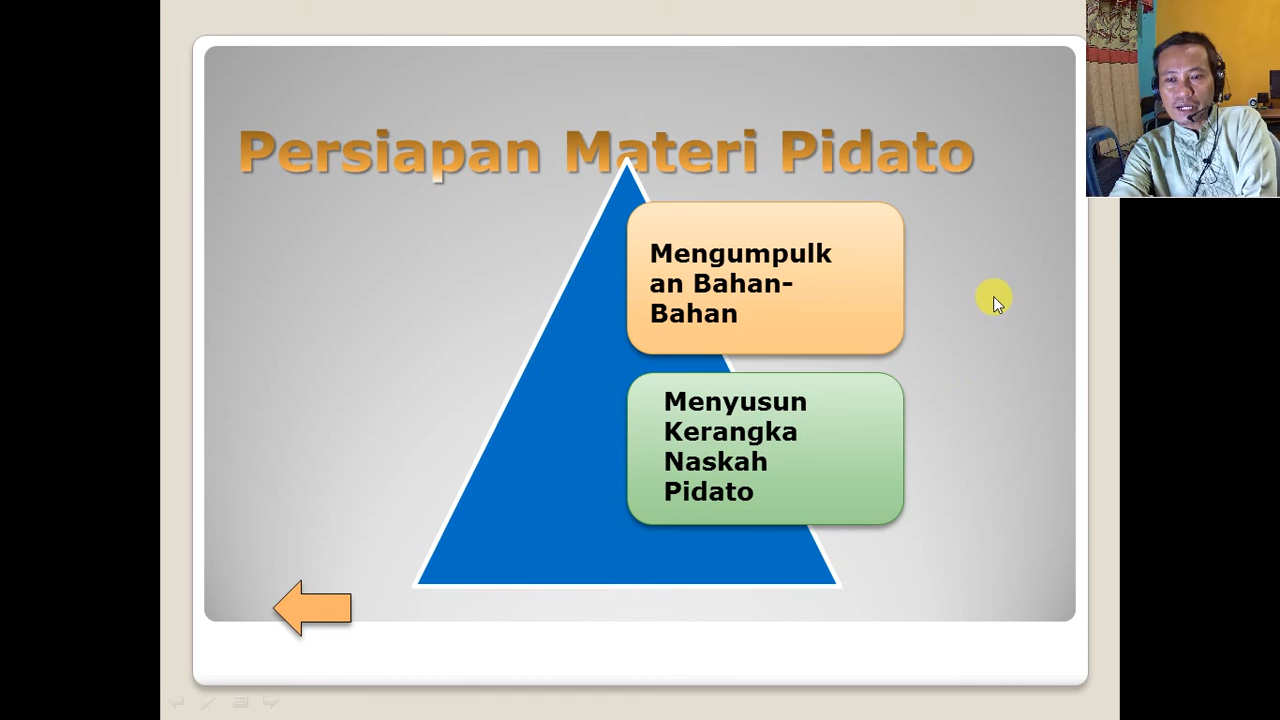 Persiapan Materi Pidato
Mengumpulk
an Bahan-
Bahan
Menyusun
Kerangka
Naskah
Pidato